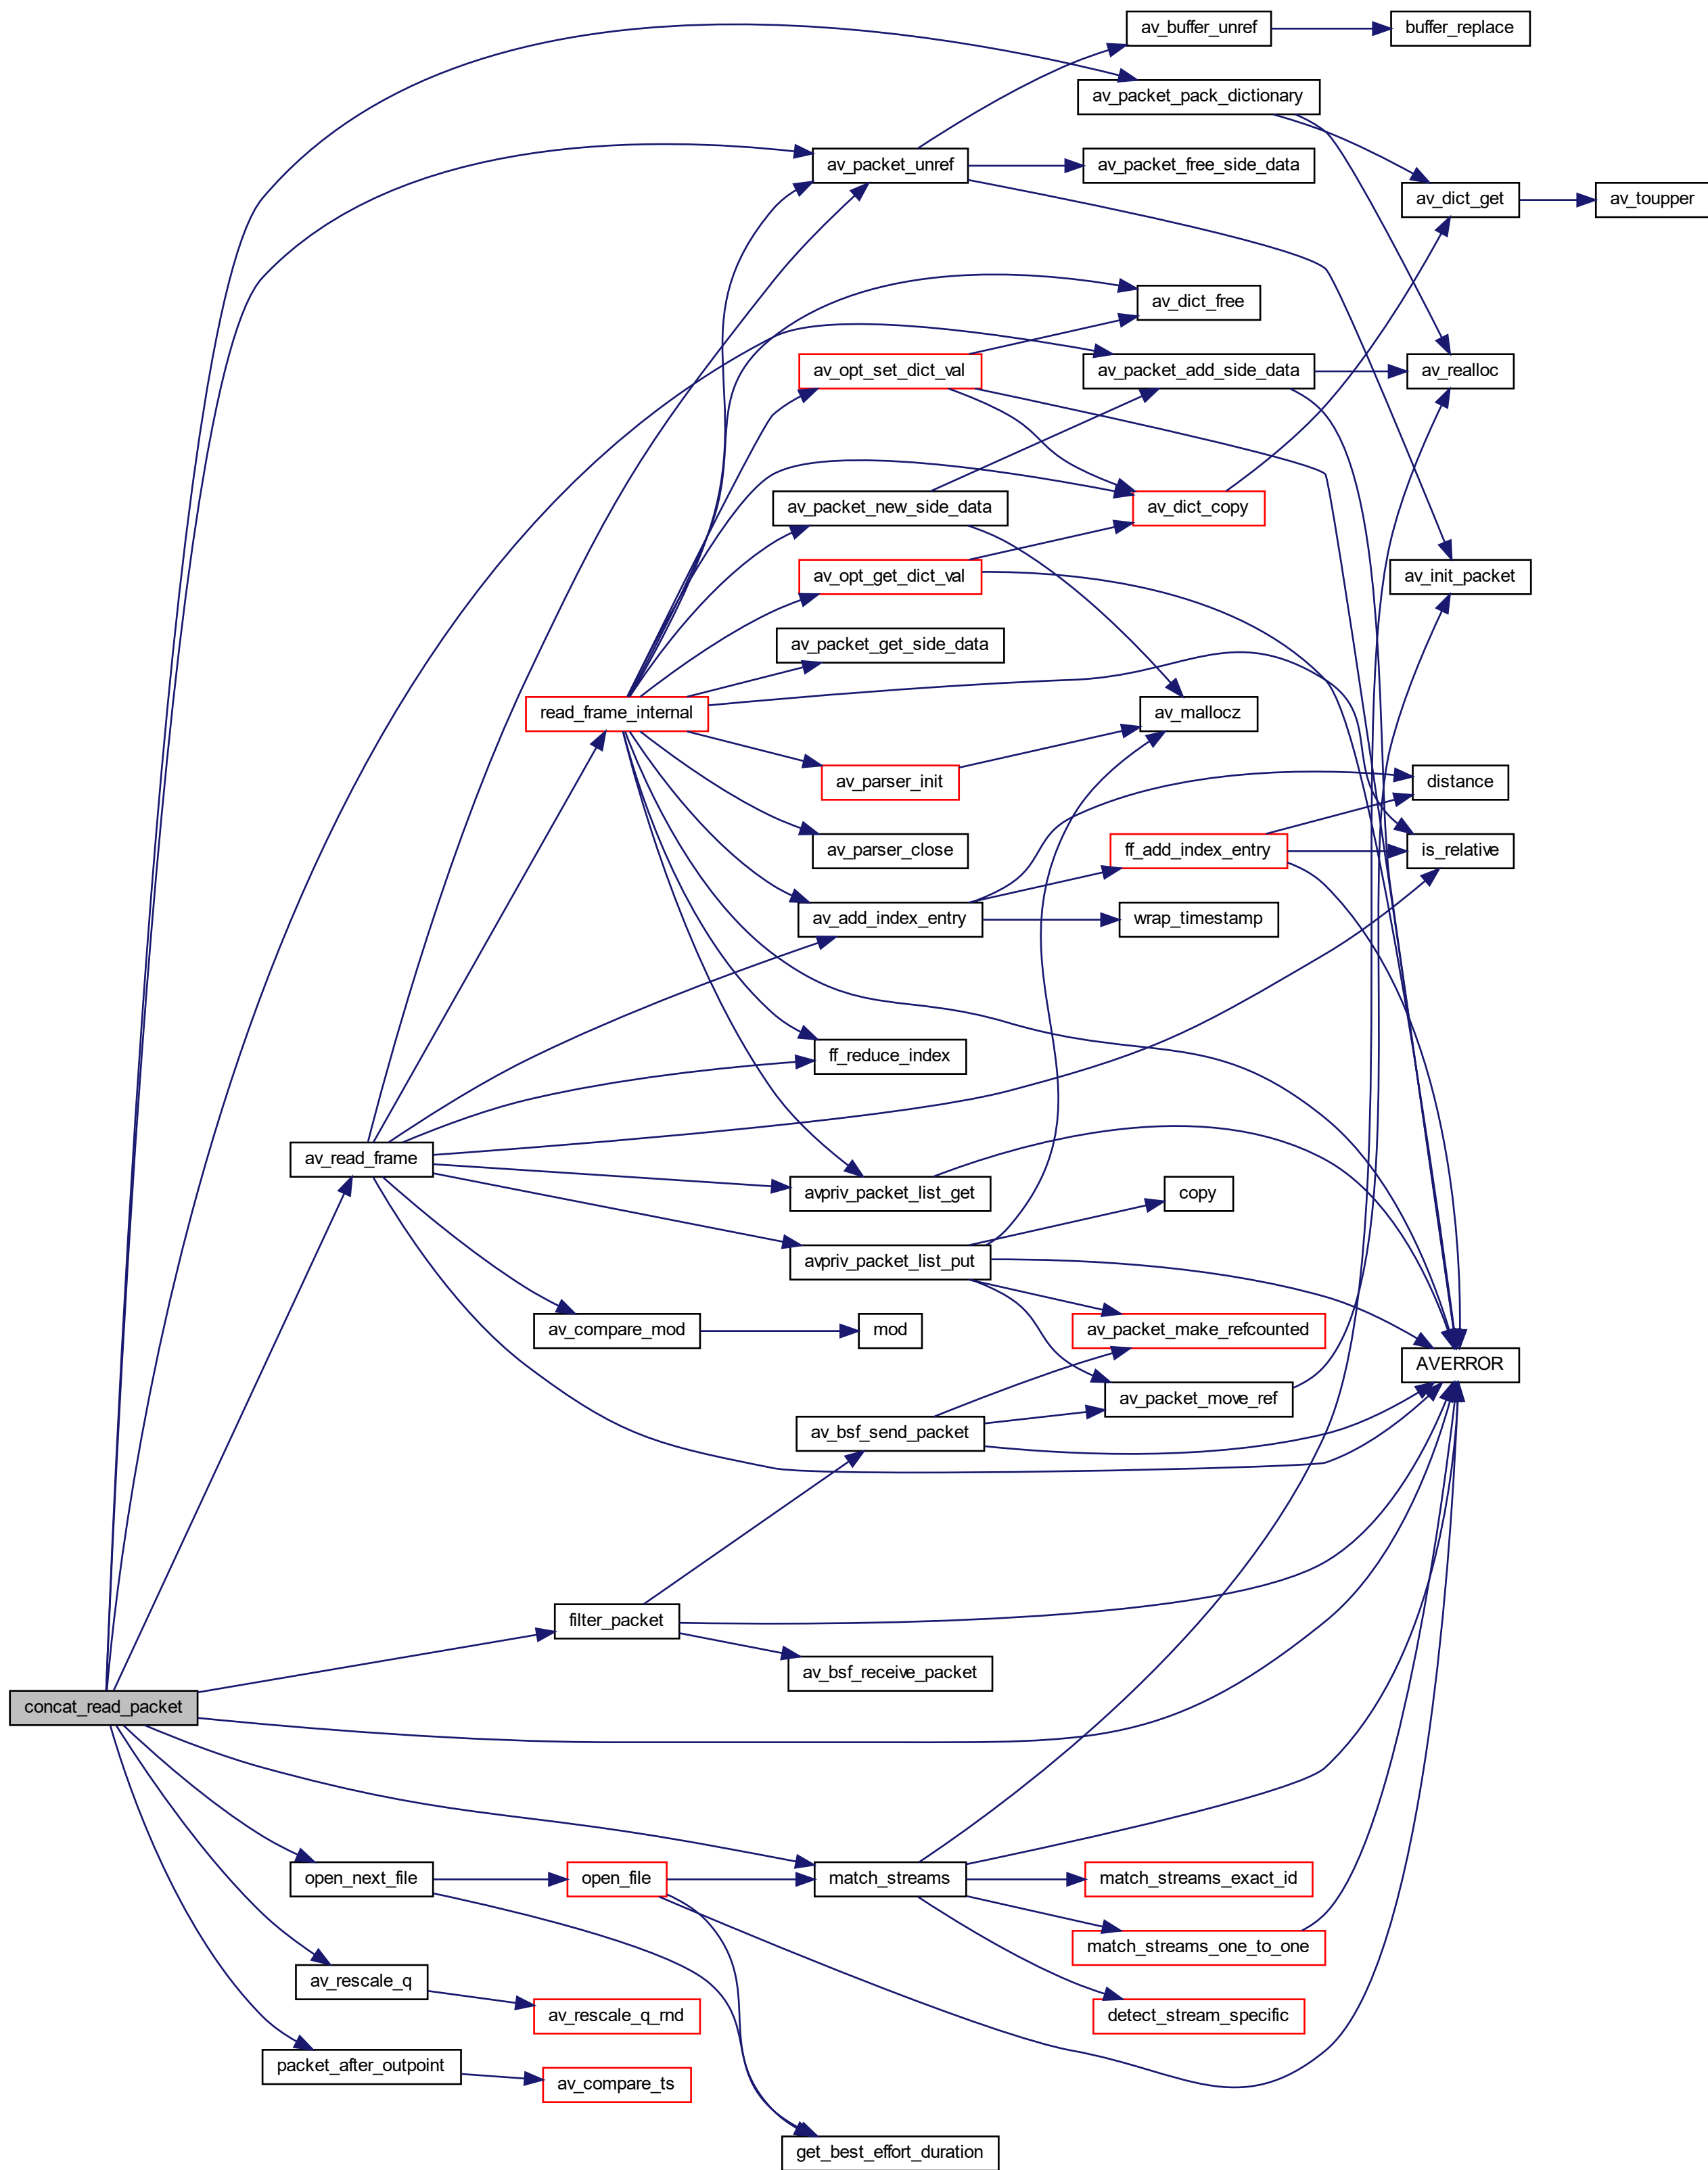 av_buffer_unref
buffer_replace
av_packet_pack_dictionary
av_packet_unref
av_packet_free_side_data
av_dict_get
av_toupper
av_dict_free
av_opt_set_dict_val
av_packet_add_side_data
av_realloc
av_packet_new_side_data
av_dict_copy
av_opt_get_dict_val
av_init_packet
av_packet_get_side_data
read_frame_internal
av_mallocz
av_parser_init
distance
av_parser_close
ff_add_index_entry
is_relative
av_add_index_entry
wrap_timestamp
ff_reduce_index
av_read_frame
avpriv_packet_list_get
copy
avpriv_packet_list_put
av_compare_mod
mod
av_packet_make_refcounted
AVERROR
av_packet_move_ref
av_bsf_send_packet
filter_packet
av_bsf_receive_packet
concat_read_packet
open_next_file
open_file
match_streams
match_streams_exact_id
match_streams_one_to_one
av_rescale_q
av_rescale_q_rnd
detect_stream_specific
packet_after_outpoint
av_compare_ts
get_best_effort_duration